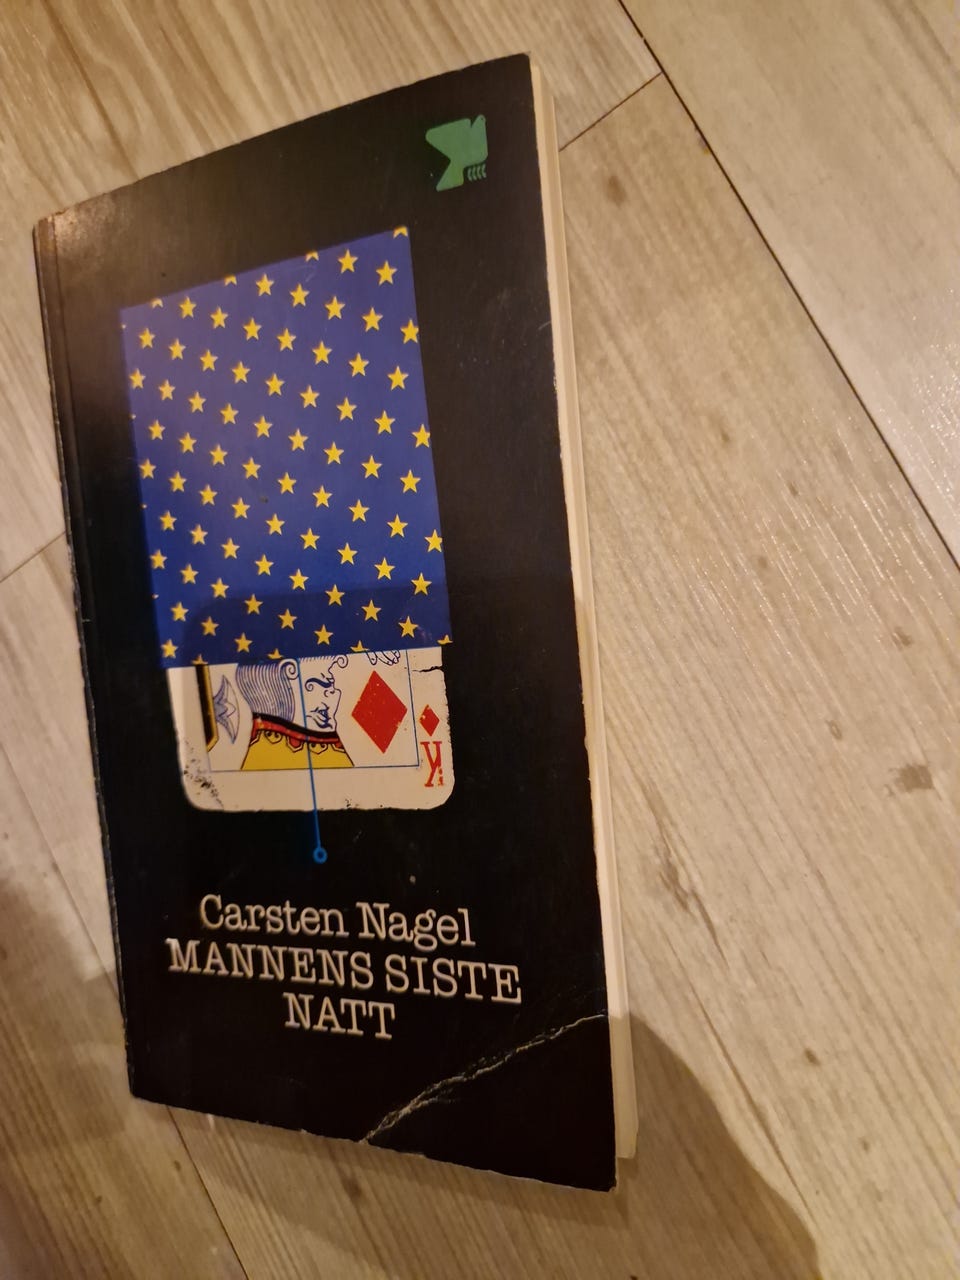 K
Carsten Nagel
MANNENS SISTE
NATT